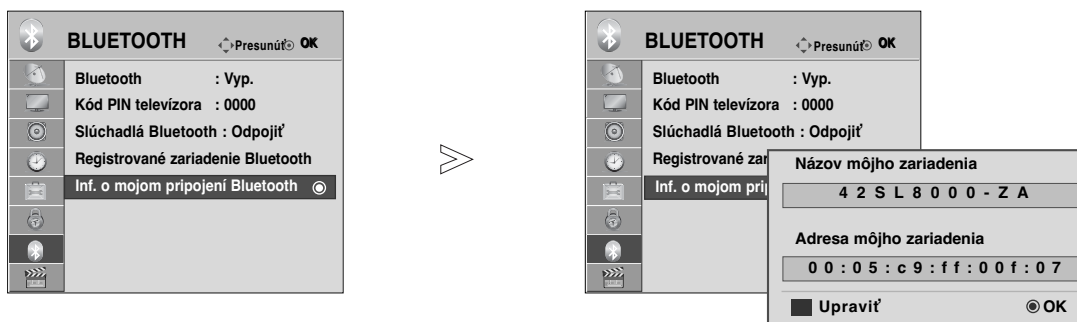 BLUETOOTH Presunúť OK
Bluetooth : Vyp.
Kód PIN televízora : 0000
Slúchadlá Bluetooth : Odpojiť
Registrované zariadenie Bluetooth
Inf. o mojom pripojení Bluetooth
BLUETOOTH Presunúť OK
Bluetooth : Vyp.
Kód PIN televízora : 0000
Slúchadlá Bluetooth : Odpojiť
Registrované zar
Inf. o mojom pri
Názov môjho zariadenia
42SL8000-ZA
Adresa môjho zariadenia
00:05:c9:ff:00f:07
Upraviť OK